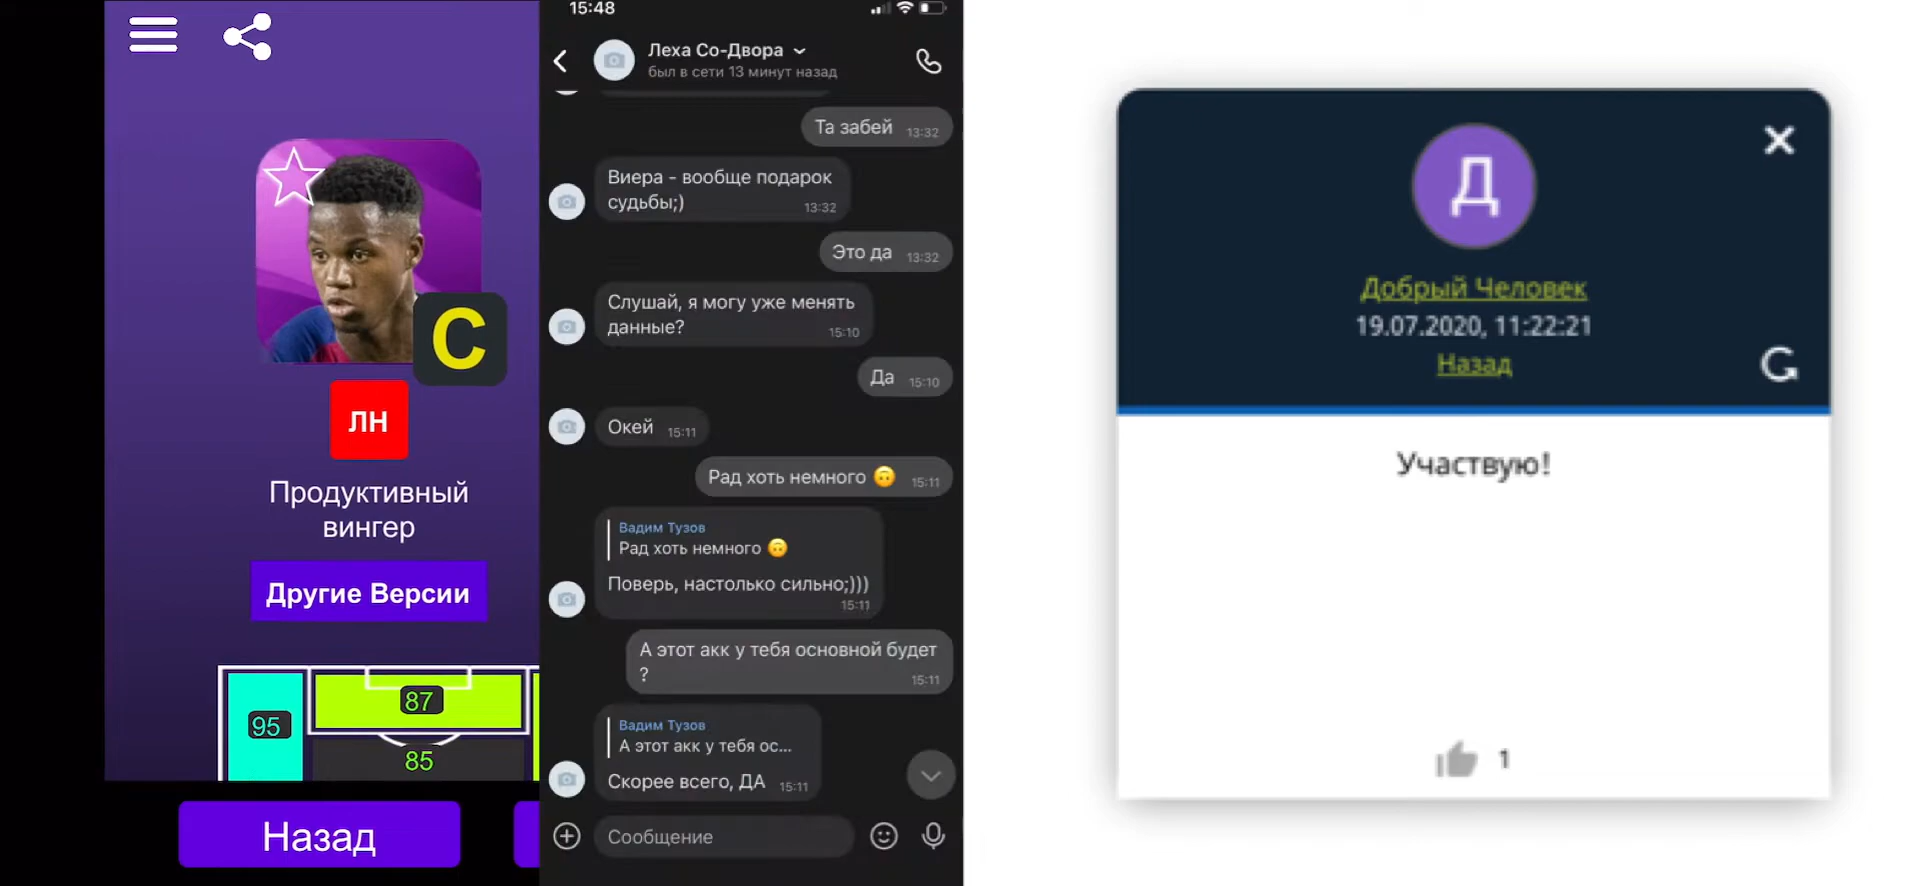 C
ЛН
Продуктивный
вингер
Другие Версии
87
95
85
Назад
15:48
Леха Со-Двора
был в сети 13 минут назад
Та забей 13:32
Виера - вообще подарок
судьбы;) 13:32
Это да 13:32
Слушай, я могу уже менять
данные? 15:10
Да 15:10
Окей 15:11
Рад хоть немного 🙃 15:11
Вадим Тузов
Рад хоть немного 🙃
Поверь, настолько сильно;)))
15:11
А этот акк у тебя основной будет
? 15:11
Вадим Тузов
А этот акк у тебя ос...
Скорее всего, ДА 15:11
Сообщение
Д
Добрый Человек
19.07.2020, 11:22:21
Назад
Участвую!
1